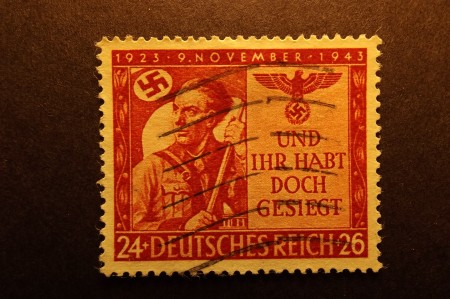 1923 · 9. NOVEMBER · 1943
UND
IHR HABT
DOCH
GESIEGT
24+DEUTSCHES REICH+26